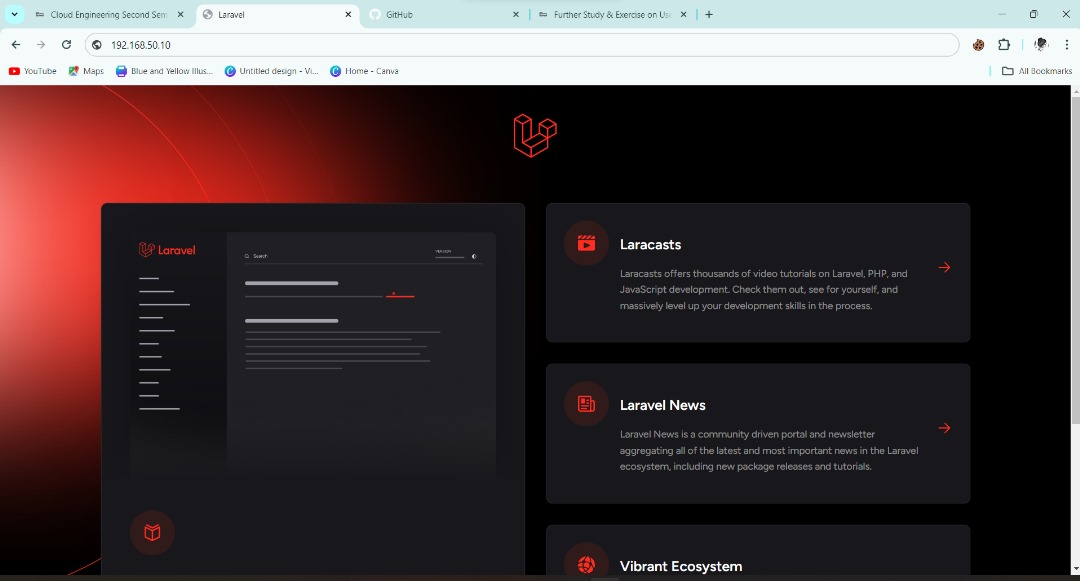 Cloud Engineering Second Sem
Laravel
GitHub
Further Study & Exercise on Us
192.168.50.10
YouTube
Maps
Blue and Yellow Illus...
Untitled design - Vi...
Home - Canva
All Bookmarks
Laravel
Search
VERSION
Laracasts
Laracasts offers thousands of video tutorials on Laravel, PHP, and
JavaScript development. Check them out, see for yourself, and
massively level up your development skills in the process.
Laravel News
Laravel News is a community driven portal and newsletter
aggregating all of the latest and most important news in the Laravel
ecosystem, including new package releases and tutorials.
Vibrant Ecosystem